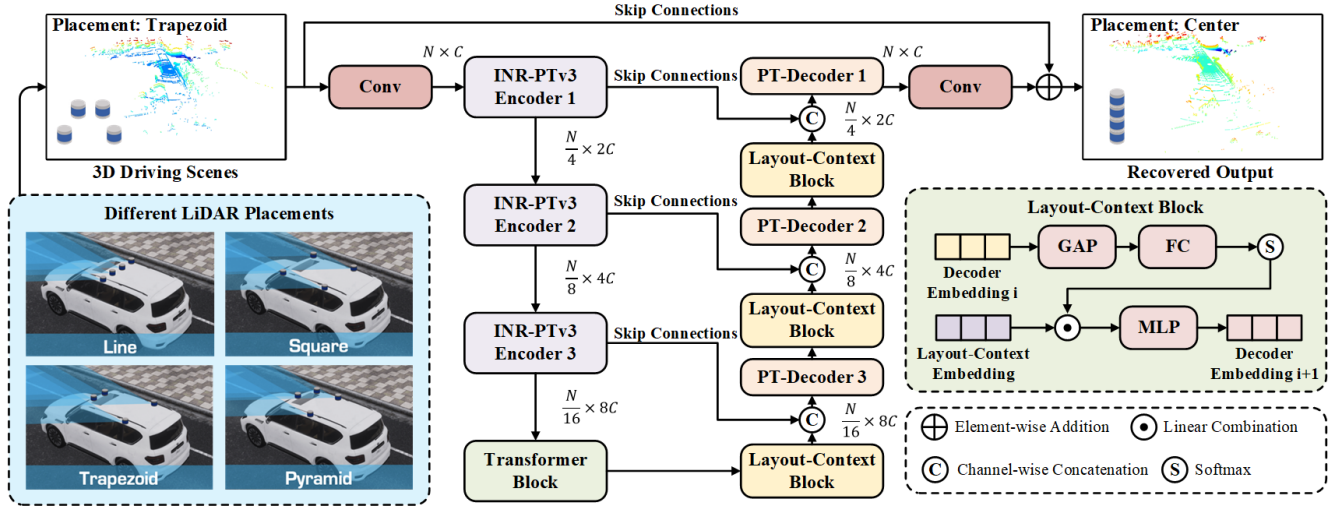 Skip Connections
Placement: Trapezoid
3D Driving Scenes
Conv
N × C
INR-PTv3
Encoder 1
N/4 × 2C
INR-PTv3
Encoder 2
N/8 × 4C
INR-PTv3
Encoder 3
N/16 × 8C
Transformer
Block
Skip Connections
Skip Connections
Skip Connections
PT-Decoder 1
C
N/4 × 2C
Layout-Context
Block
PT-Decoder 2
C
N/8 × 4C
Layout-Context
Block
PT-Decoder 3
C
N/16 × 8C
Layout-Context
Block
N × C
Conv
Placement: Center
Recovered Output
Different LiDAR Placements
Line
Square
Trapezoid
Pyramid
Layout-Context Block
GAP
FC
S
Decoder
Embedding i
MLP
Layout-Context
Embedding
Decoder
Embedding i+1
Element-wise Addition
Linear Combination
C
Channel-wise Concatenation
S
Softmax